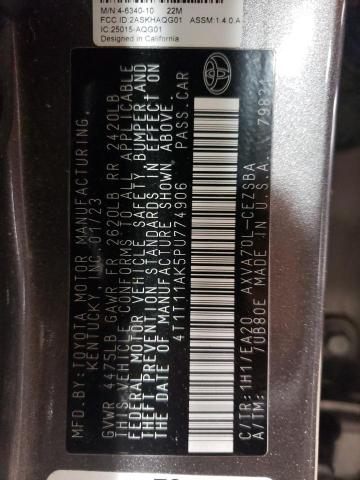 M/N:4-6340-10 22M
FCC ID:2ASKHAQG01 ASSM:1.4.0.A
IC:25015-AQG01
Designed in California
MFD. BY:TOYOTA MOTOR MANUFACTURING,
KENTUCKY, INC. 01/23
GVWR 4475LB GAWR FR 2620LB RR 2420LB
THIS VEHICLE CONFORMS TO ALL APPLICABLE
FEDERAL MOTOR VEHICLE SAFETY, BUMPER AND
THEFT PREVENTION STANDARDS IN EFFECT ON
THE DATE OF MANUFACTURE SHOWN ABOVE.
4T1T11AK5PU774906 PASS.CAR
C/TR: 1H1/EA20 AXVA70L-CEZSBA
A/TM: 7UB80E MADE IN U.S.A. 79831